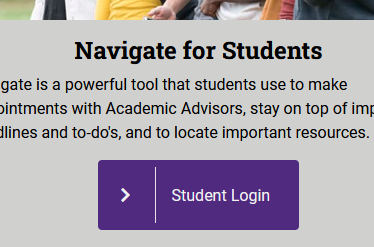 Navigate for Students
gate is a powerful tool that students use to make
ointments with Academic Advisors, stay on top of imp
dlines and to-do's, and to locate important resources.
Student Login